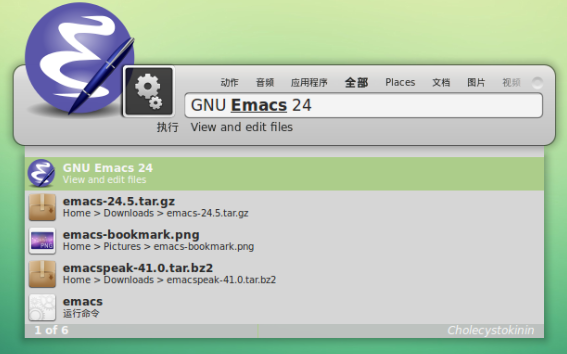 动作 音频 应用程序 全部 Places 文档 图片 视频
GNU Emacs 24
执行 View and edit files
GNU Emacs 24
View and edit files
emacs-24.5.tar.gz
Home > Downloads > emacs-24.5.tar.gz
emacs-bookmark.png
Home > Pictures > emacs-bookmark.png
emacspeak-41.0.tar.bz2
Home > Downloads > emacspeak-41.0.tar.bz2
emacs
运行命令
1 of 6 Cholecystokinin